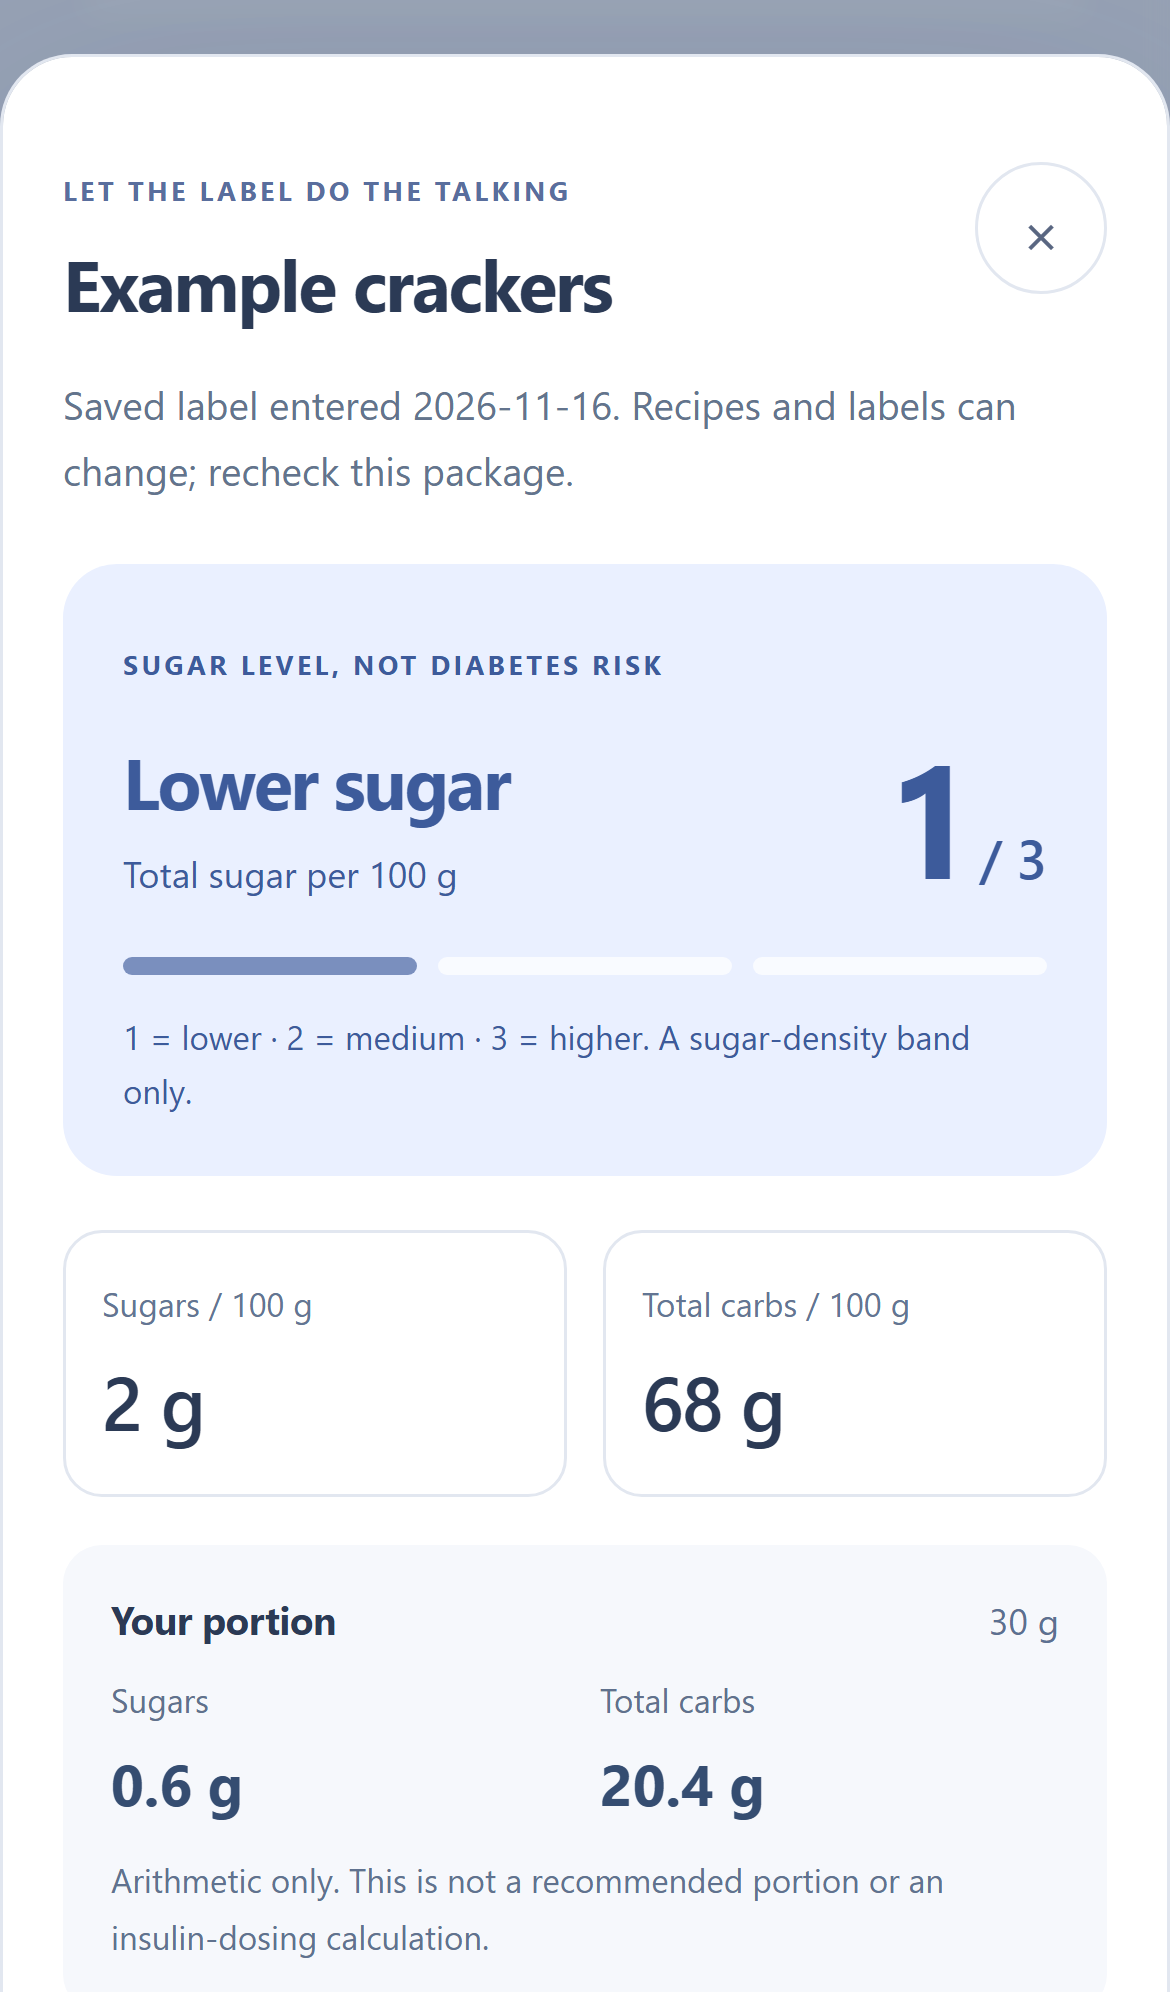 LET THE LABEL DO THE TALKING
×
Example crackers
Saved label entered 2026-11-16. Recipes and labels can
change; recheck this package.
SUGAR LEVEL, NOT DIABETES RISK
Lower sugar
1 / 3
Total sugar per 100 g
1 = lower · 2 = medium · 3 = higher. A sugar-density band
only.
Sugars / 100 g
2 g
Total carbs / 100 g
68 g
Your portion
30 g
Sugars
0.6 g
Total carbs
20.4 g
Arithmetic only. This is not a recommended portion or an
insulin-dosing calculation.